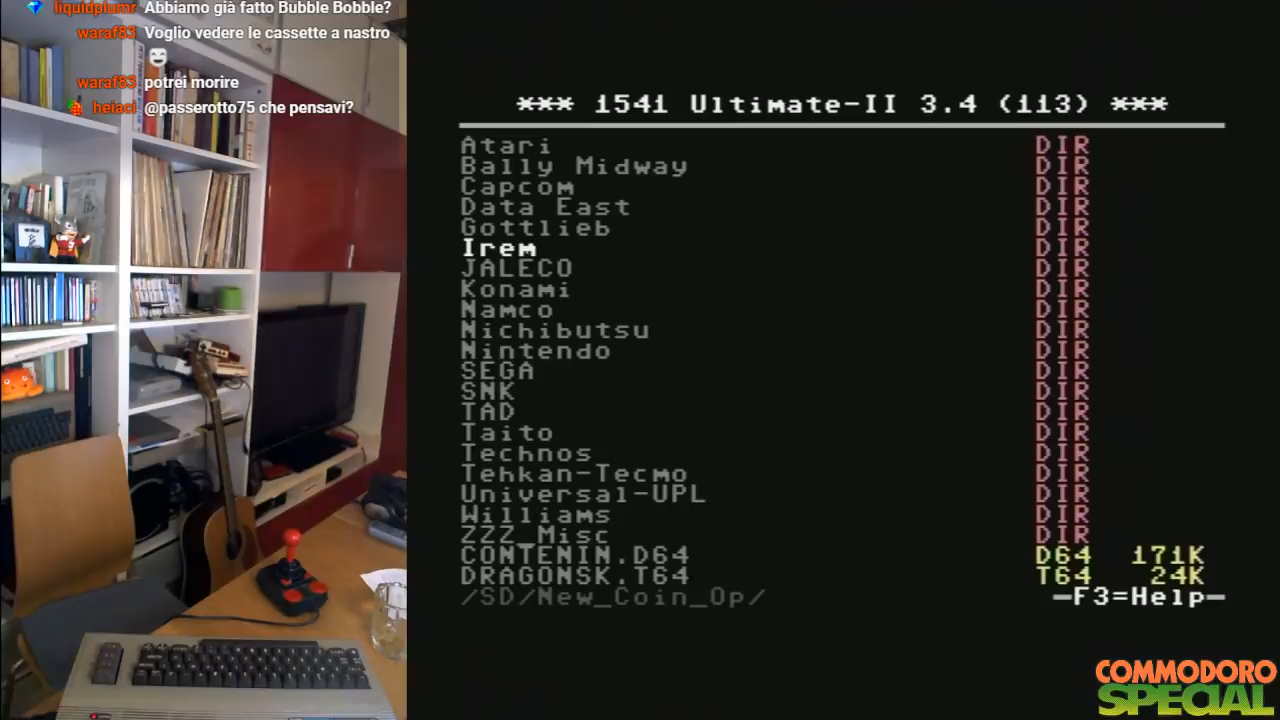 liquidplumr Abbiamo già fatto Bubble Bobble?
waraf83 Voglio vedere le cassette a nastro
waraf83 potrei morire
heiaci @passerotto75 che pensavi?
*** 1541 Ultimate-II 3.4 (113) ***
Atari DIR
Bally Midway DIR
Capcom DIR
Data East DIR
Gottlieb DIR
Irem DIR
JALECO DIR
Konami DIR
Namco DIR
Nichibutsu DIR
Nintendo DIR
SEGA DIR
SNK DIR
TAD DIR
Taito DIR
Technos DIR
Tehkan-Tecmo DIR
Universal-UPL DIR
Williams DIR
ZZZ_Misc DIR
CONTENIN.D64 D64 171K
DRAGONSK.T64 T64 24K
/SD/New_Coin_Op/ -F3=Help-
COMMODORO
SPECIAL